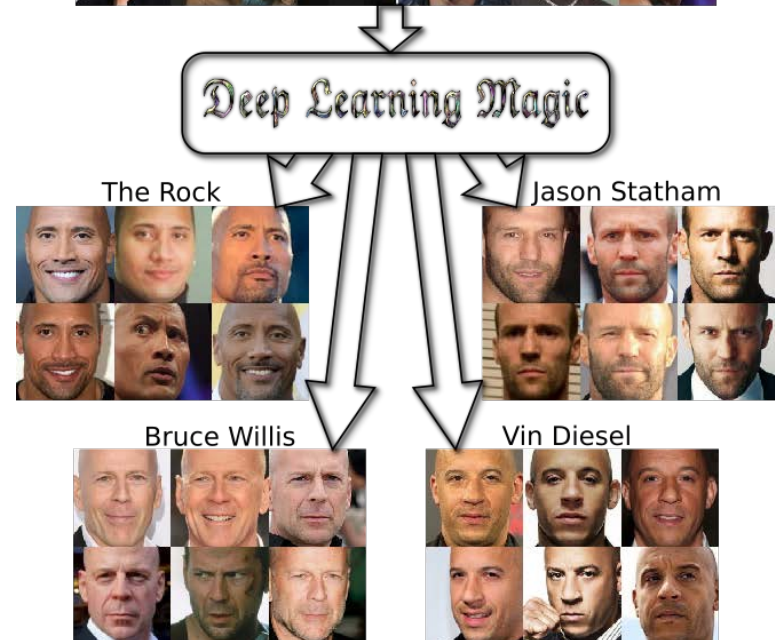 Deep Learning Magic
The Rock
Jason Statham
Bruce Willis
Vin Diesel